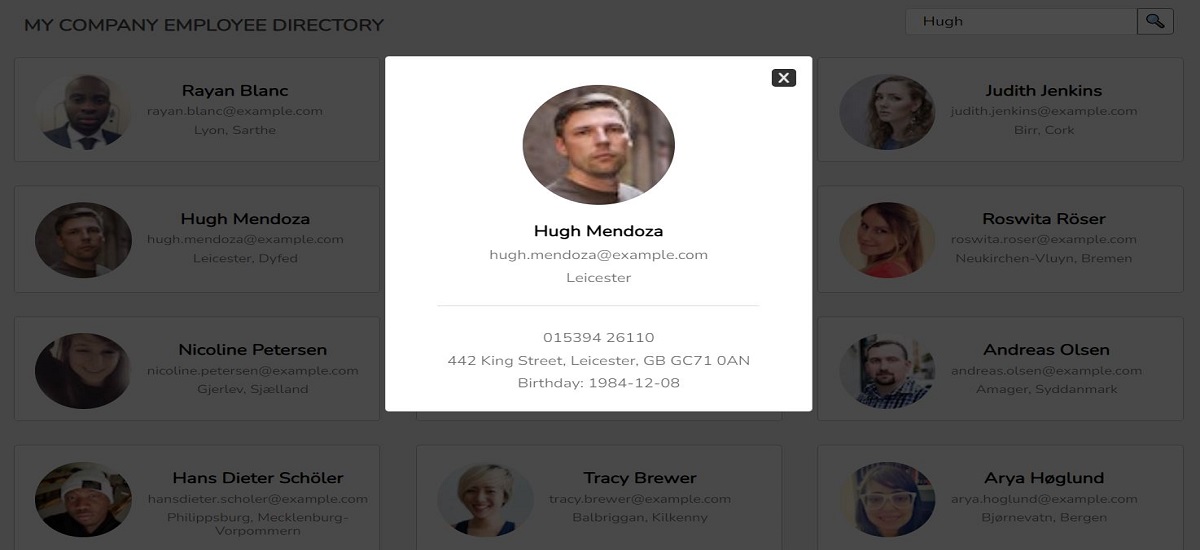 MY COMPANY EMPLOYEE DIRECTORY
Hugh
Rayan Blanc
rayan.blanc@example.com
Lyon, Sarthe
Judith Jenkins
judith.jenkins@example.com
Birr, Cork
Hugh Mendoza
hugh.mendoza@example.com
Leicester, Dyfed
X
Hugh Mendoza
hugh.mendoza@example.com
Leicester
015394 26110
442 King Street, Leicester, GB GC71 0AN
Birthday: 1984-12-08
Roswita Röser
roswita.roser@example.com
Neukirchen-Vluyn, Bremen
Nicoline Petersen
nicoline.petersen@example.com
Gjerlev, Sjælland
Andreas Olsen
andreas.olsen@example.com
Amager, Syddanmark
Hans Dieter Schöler
hansdieter.scholer@example.com
Philippsburg, Mecklenburg-
Vorpommern
Tracy Brewer
tracy.brewer@example.com
Balbriggan, Kilkenny
Arya Høglund
arya.hoglund@example.com
Bjørnevatn, Bergen